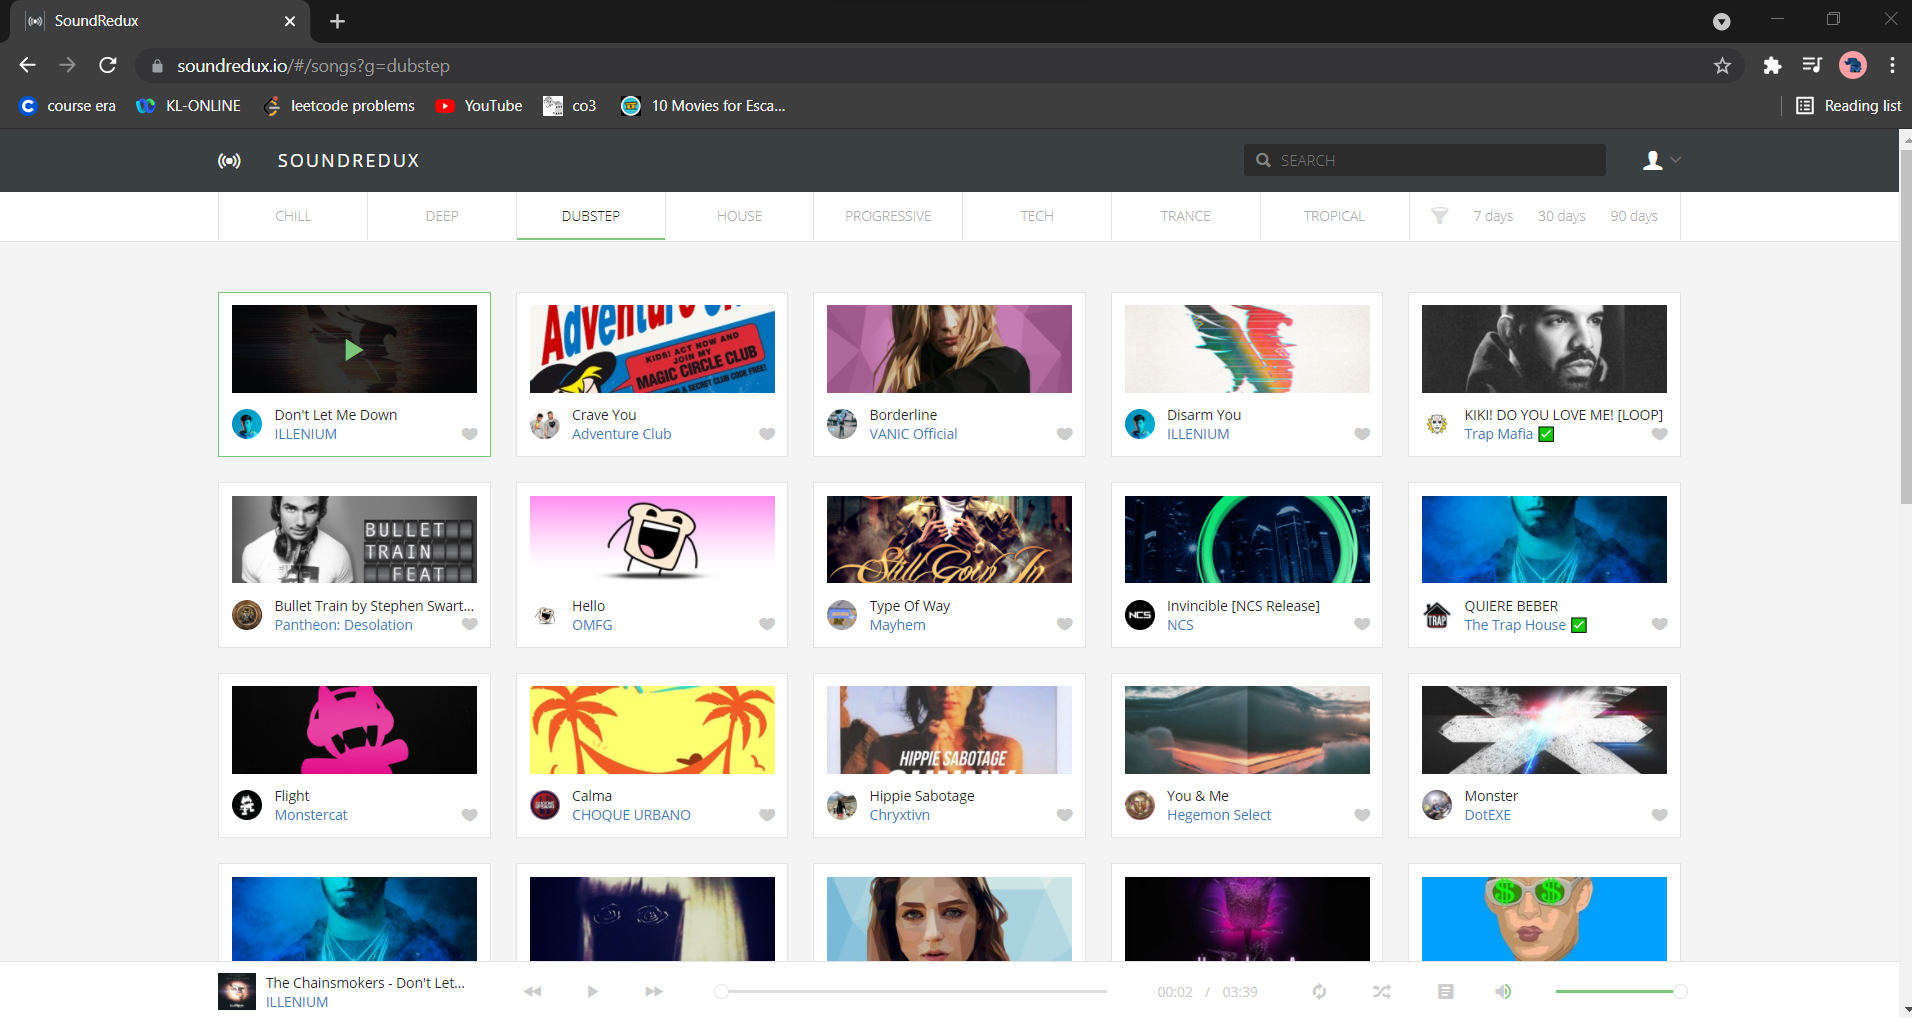 SoundRedux
soundredux.io/#/songs?g=dubstep
course era
KL-ONLINE
leetcode problems
YouTube
co3
10 Movies for Esca...
Reading list
SOUNDREDUX
SEARCH
CHILL
DEEP
DUBSTEP
HOUSE
PROGRESSIVE
TECH
TRANCE
TROPICAL
7 days
30 days
90 days
Adventure
KIDS! ACT NOW AND
JOIN MY
MAGIC CIRCLE CLUB
& SECRET CLUB CODE FREE!
Don't Let Me Down
ILLENIUM
Crave You
Adventure Club
Borderline
VANIC Official
Disarm You
ILLENIUM
KIKI! DO YOU LOVE ME! [LOOP]
Trap Mafia ✅
BULLET
TRAIN
FEAT
Still Goin In
Bullet Train by Stephen Swart...
Pantheon: Desolation
Hello
OMFG
Type Of Way
Mayhem
NCS
Invincible [NCS Release]
NCS
TRAP
QUIERE BEBER
The Trap House ✅
HIPPIE SABOTAGE
Flight
Monstercat
Calma
CHOQUE URBANO
Hippie Sabotage
Chryxtivn
You & Me
Hegemon Select
Monster
DotEXE
The Chainsmokers - Don't Let...
ILLENIUM
00:02 / 03:39